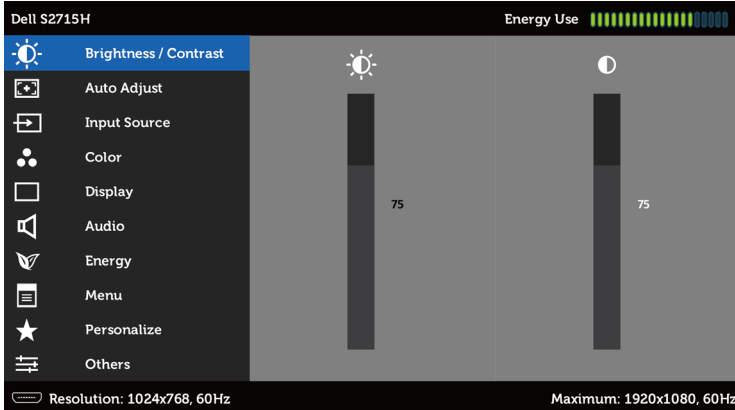 Dell S2715H Energy Use
Brightness / Contrast
Auto Adjust
Input Source
Color
Display
75 75
Audio
Energy
Menu
Personalize
Others
Resolution: 1024x768, 60Hz Maximum: 1920x1080, 60Hz